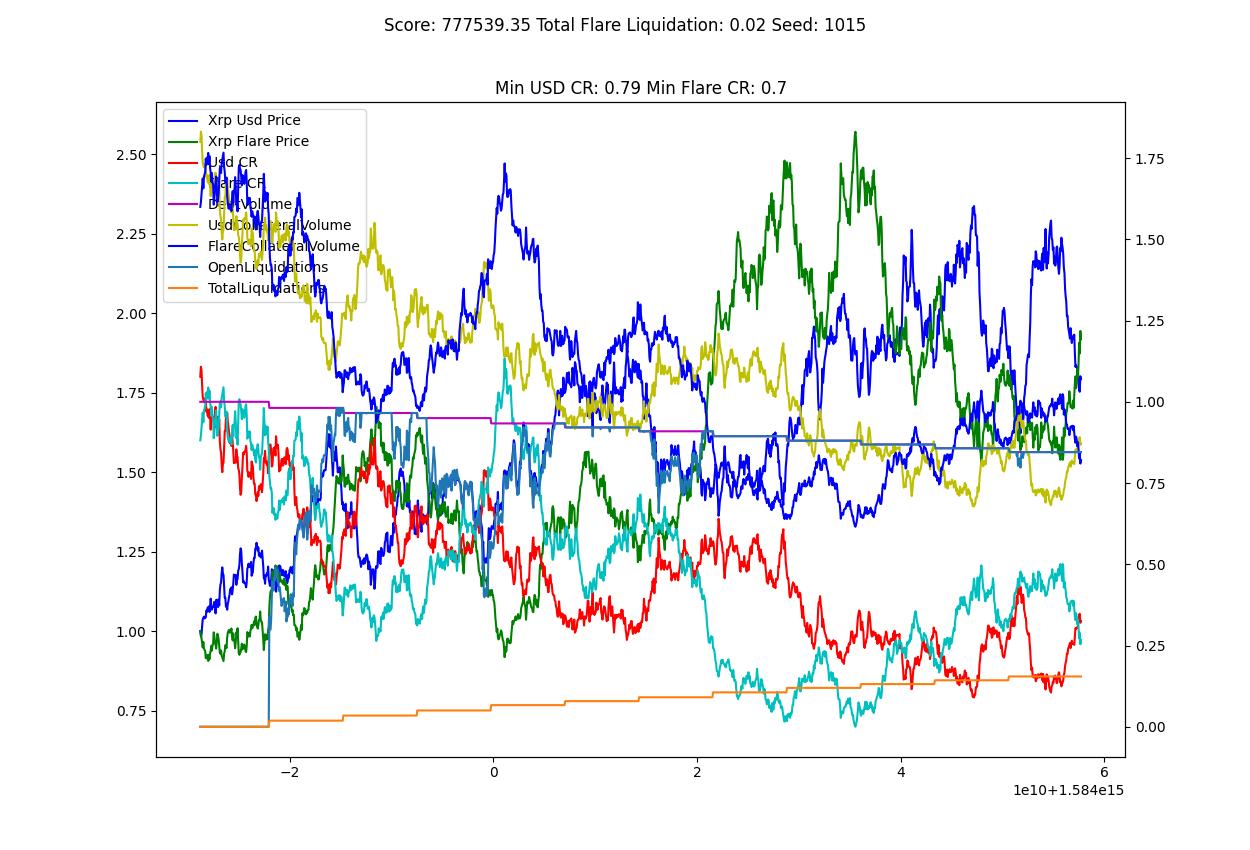 Score: 777539.35 Total Flare Liquidation: 0.02 Seed: 1015
Min USD CR: 0.79 Min Flare CR: 0.7
Xrp Usd Price
Xrp Flare Price
Usd CR
Flare CR
DebtVolume
UsdCollateralVolume
FlareCollateralVolume
OpenLiquidations
TotalLiquidations
2.50
2.25
2.00
1.75
1.50
1.25
1.00
0.75
1.75
1.50
1.25
1.00
0.75
0.50
0.25
0.00
−2 0 2 4 6
1e10+1.584e15